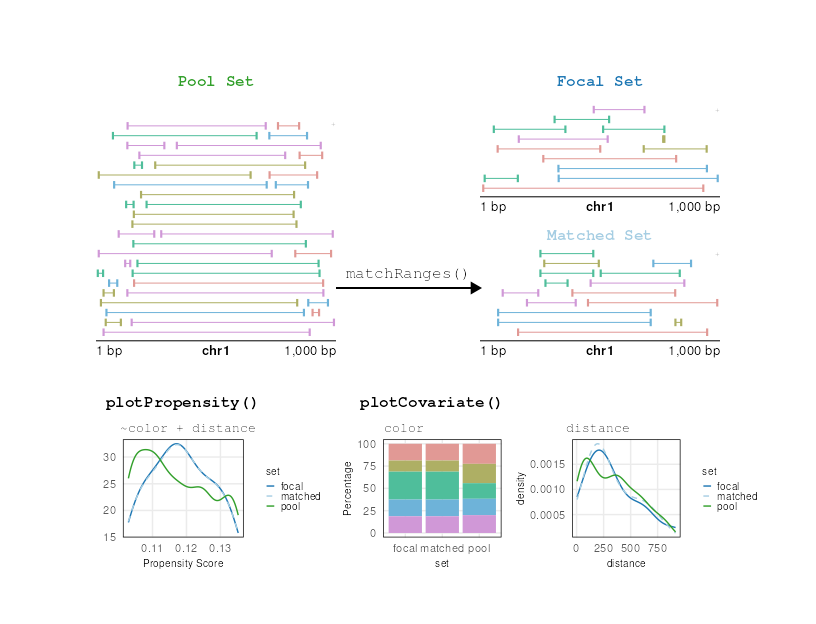 Pool Set
Focal Set
1 bp chr1 1,000 bp
Matched Set
matchRanges()
1 bp chr1 1,000 bp
1 bp chr1 1,000 bp
plotPropensity()
plotCovariate()
~color + distance
color
distance
30
25
20
15
0.11 0.12 0.13
Propensity Score
set
focal
matched
pool
Percentage
100
75
50
25
0
focal matched pool
set
density
0.0015
0.0010
0.0005
0 250 500 750
distance
set
focal
matched
pool